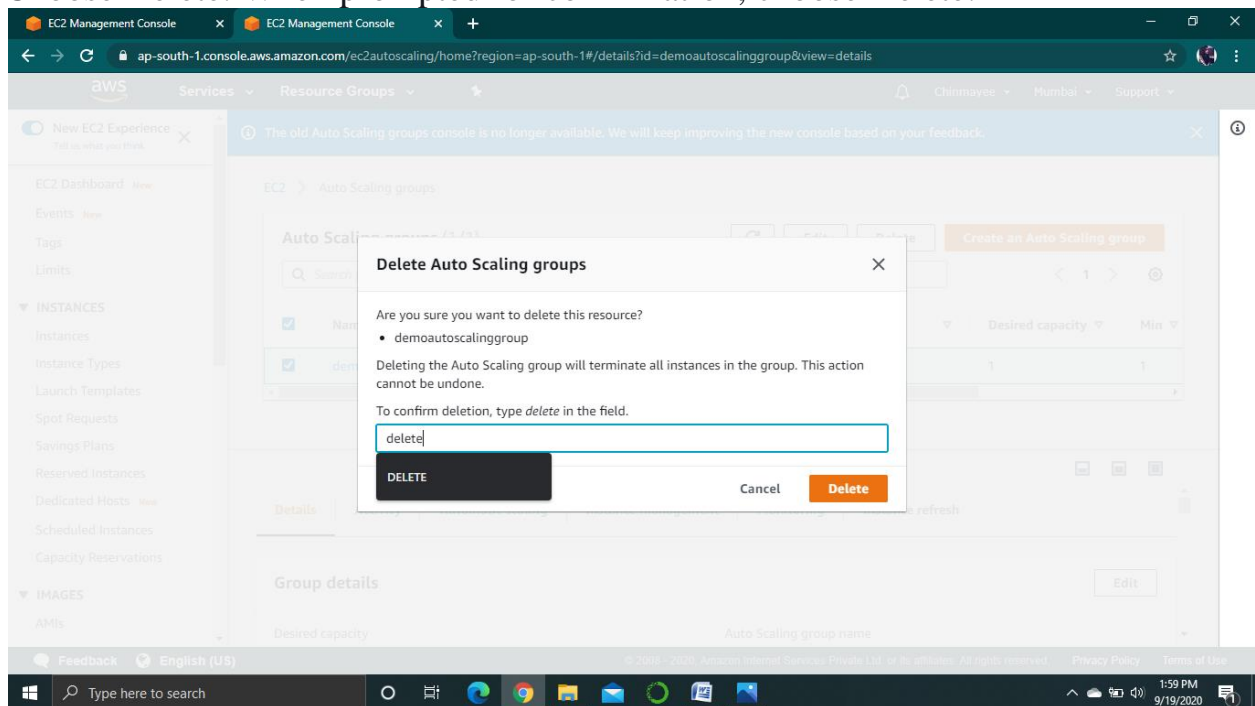 EC2 Management Console
EC2 Management Console
ap-south-1.console.aws.amazon.com/ec2autoscaling/home?region=ap-south-1#/details?id=demoautoscalinggroup&view=details
aws Services Resource Groups Chinmayee Mumbai Support
New EC2 Experience
Tell us what you think
The old Auto Scaling groups console is no longer available. We will keep improving the new console based on your feedback.
EC2 Dashboard New
EC2 > Auto Scaling groups
Events New
Tags
Auto Scaling groups (1/1) Edit Delete Create an Auto Scaling group
Limits
Search
1
INSTANCES
Instances
Desired capacity Min
Instance Types
dem 1 1
Launch Templates
Spot Requests
Savings Plans
Reserved Instances
Dedicated Hosts New
Scheduled Instances
Capacity Reservations
IMAGES
AMIs
Delete Auto Scaling groups
Are you sure you want to delete this resource?
• demoautoscalinggroup
Deleting the Auto Scaling group will terminate all instances in the group. This action
cannot be undone.
To confirm deletion, type delete in the field.
delete
DELETE
Cancel Delete
Details refresh
Group details Edit
Desired capacity Auto Scaling group name
Feedback English (US) © 2008 - 2020, Amazon Internet Services Private Ltd. or its affiliates. All rights reserved. Privacy Policy Terms of Use
Type here to search
1:59 PM
9/19/2020